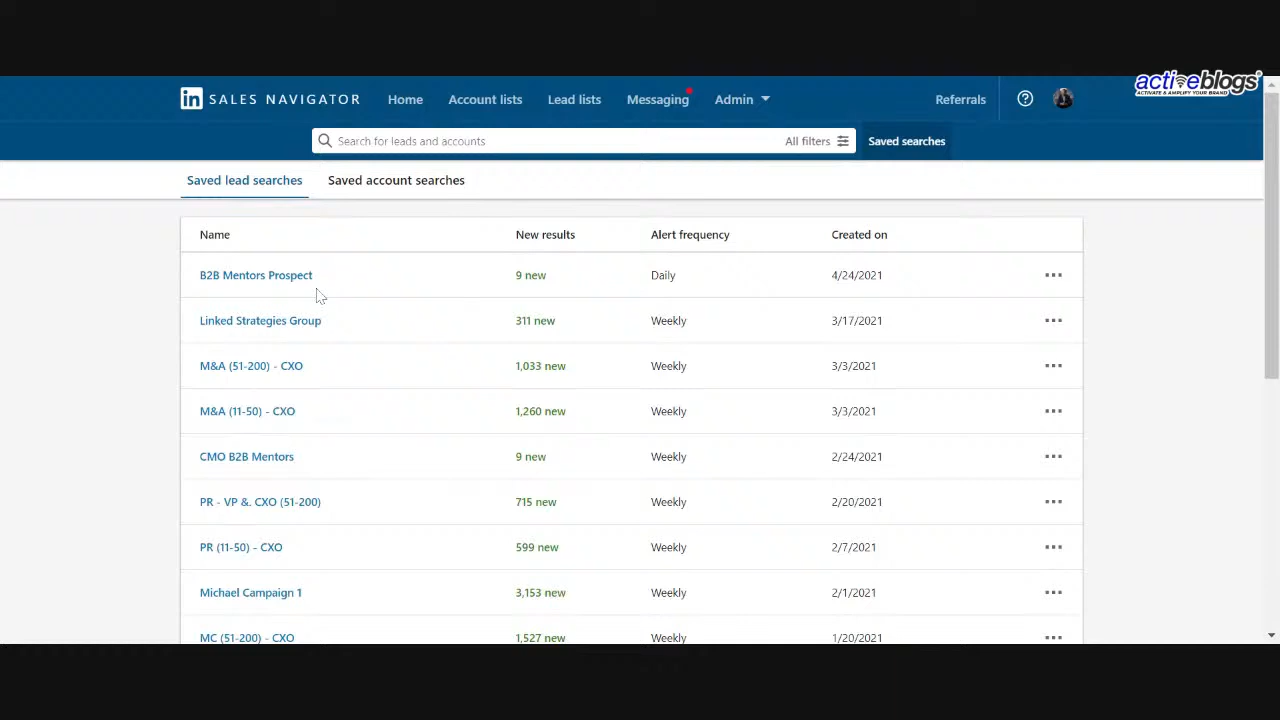 activeblogs
ACTIVATE & AMPLIFY YOUR BRAND
in SALES NAVIGATOR Home Account lists Lead lists Messaging Admin Referrals
Search for leads and accounts All filters Saved searches
Saved lead searches Saved account searches
Name New results Alert frequency Created on
B2B Mentors Prospect 9 new Daily 4/24/2021
Linked Strategies Group 311 new Weekly 3/17/2021
M&A (51-200) - CXO 1,033 new Weekly 3/3/2021
M&A (11-50) - CXO 1,260 new Weekly 3/3/2021
CMO B2B Mentors 9 new Weekly 2/24/2021
PR - VP &. CXO (51-200) 715 new Weekly 2/20/2021
PR (11-50) - CXO 599 new Weekly 2/7/2021
Michael Campaign 1 3,153 new Weekly 2/1/2021
MC (51-200) - CXO 1,527 new Weekly 1/20/2021